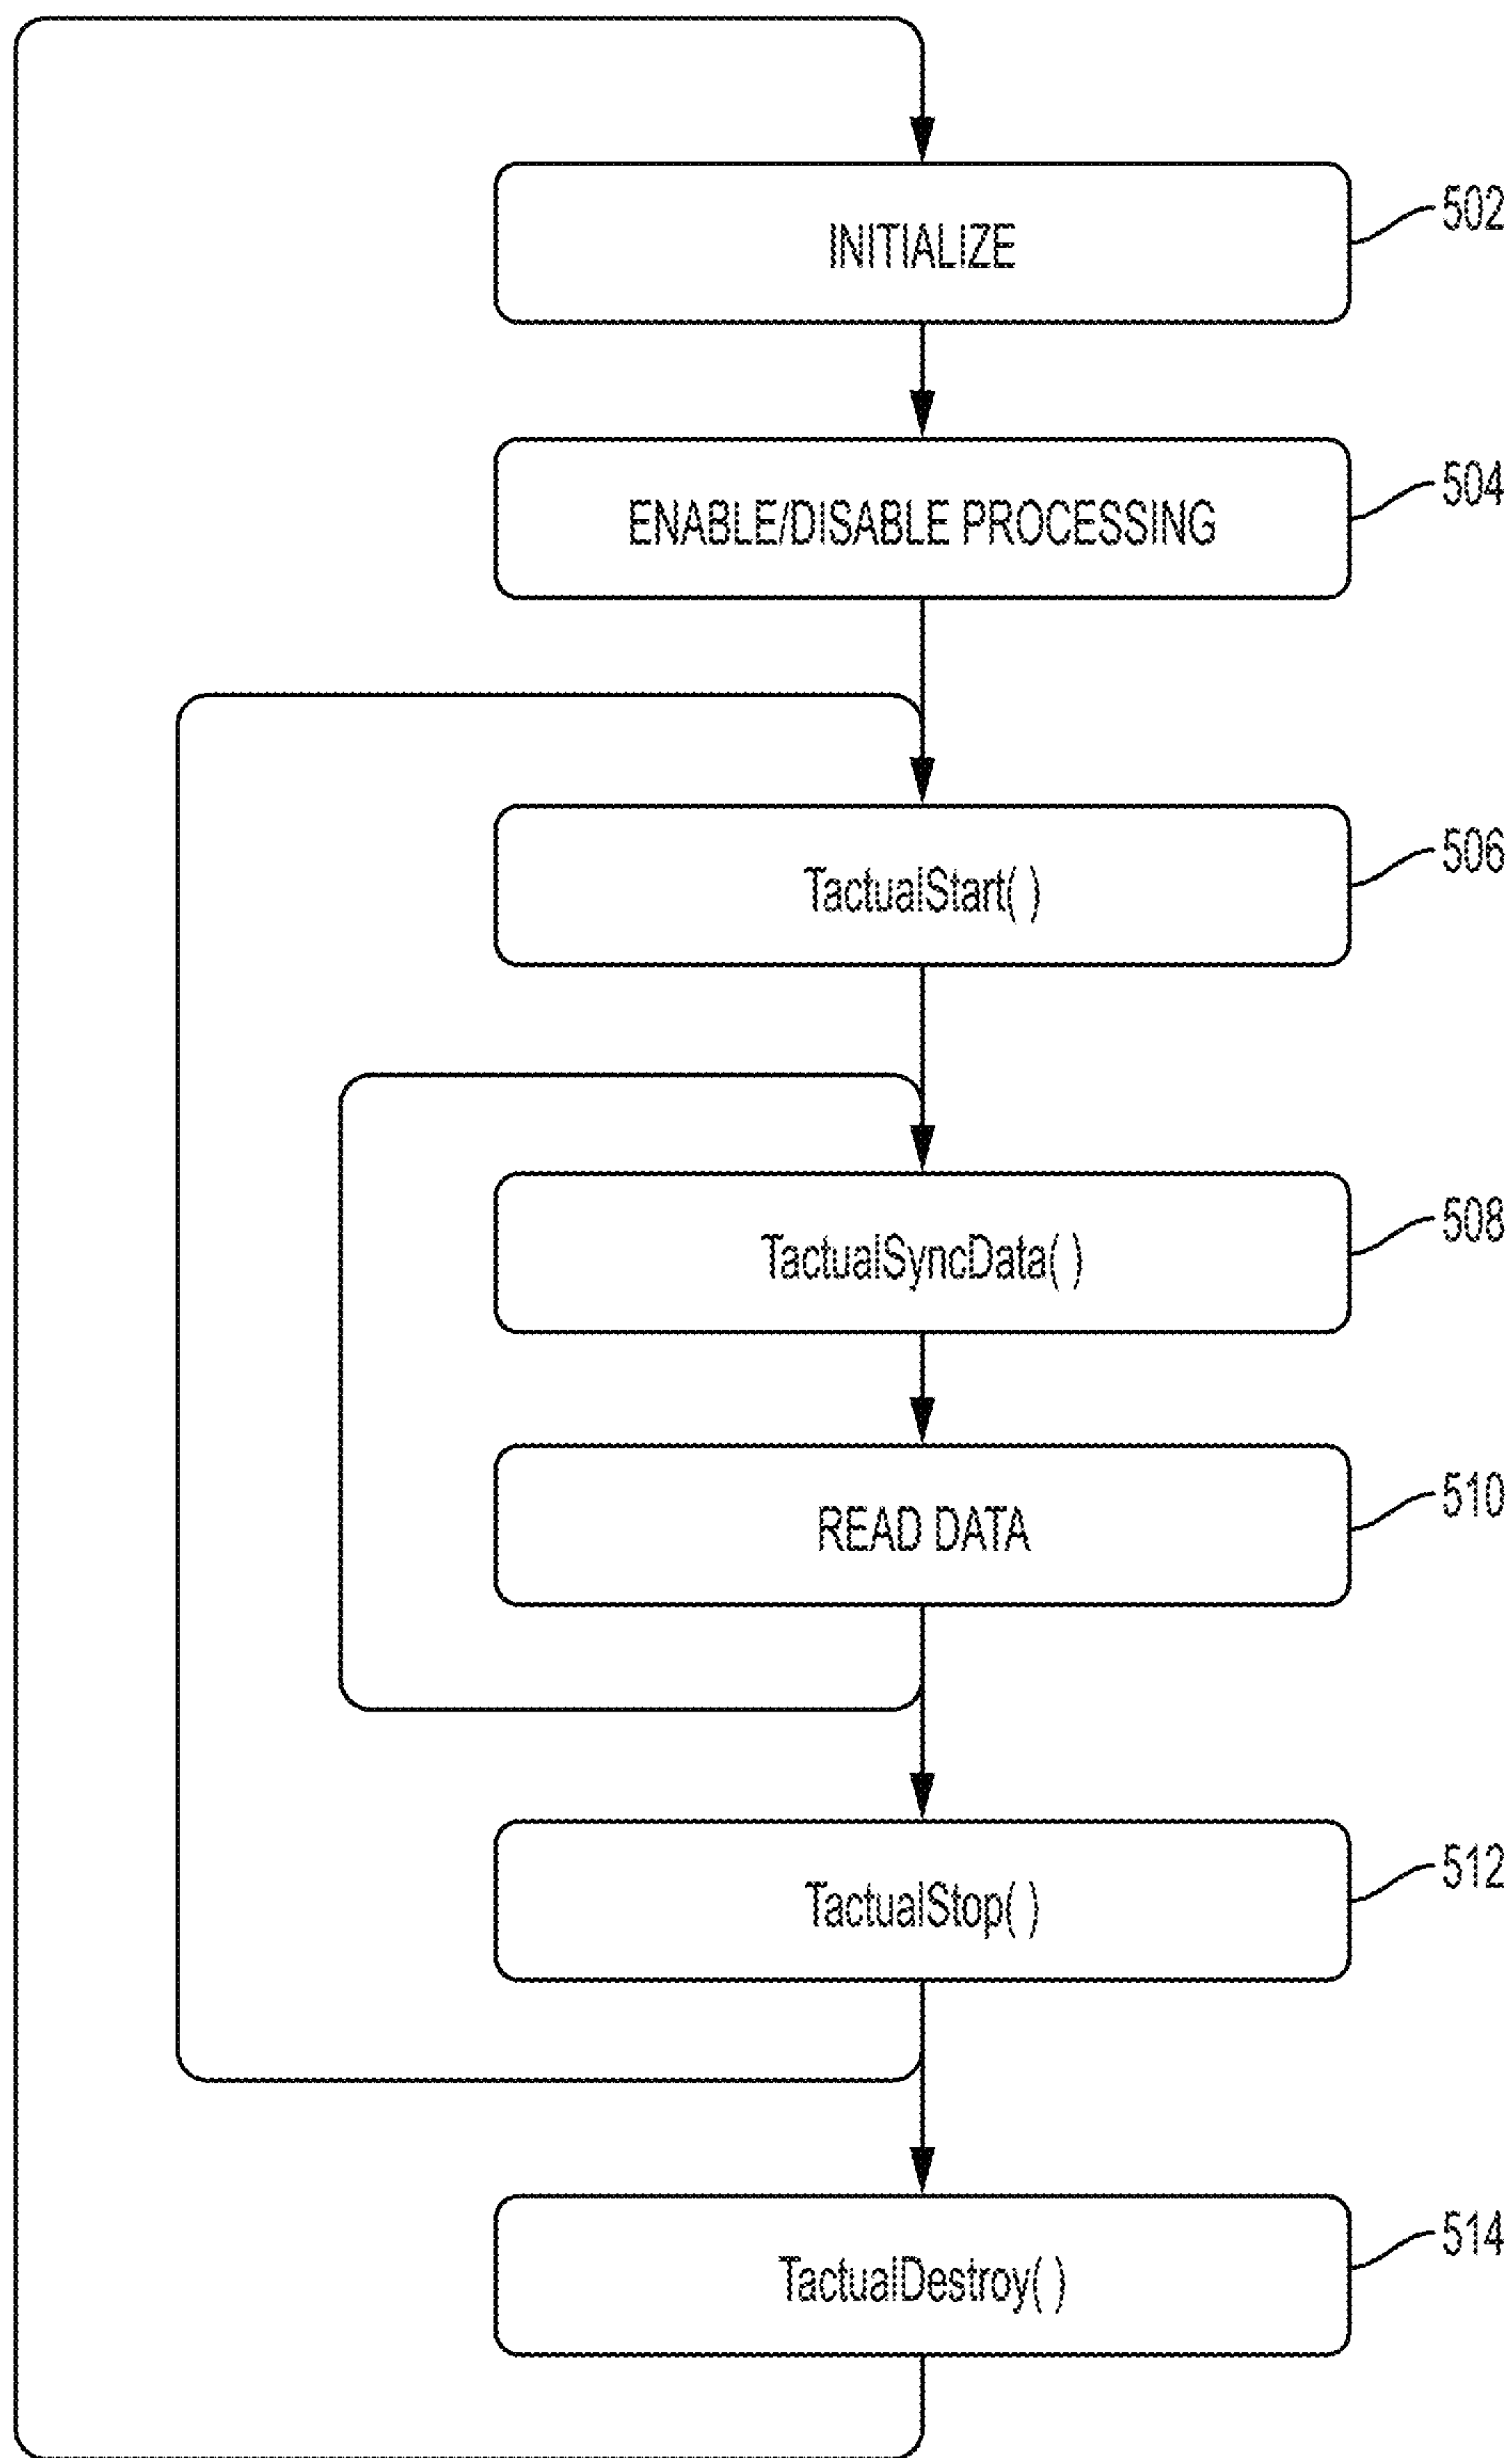 INITIALIZE
502
ENABLE/DISABLE PROCESSING
504
TactualStart( )
506
TactualSyncData( )
508
READ DATA
510
TactualStop( )
512
TactualDestroy( )
514